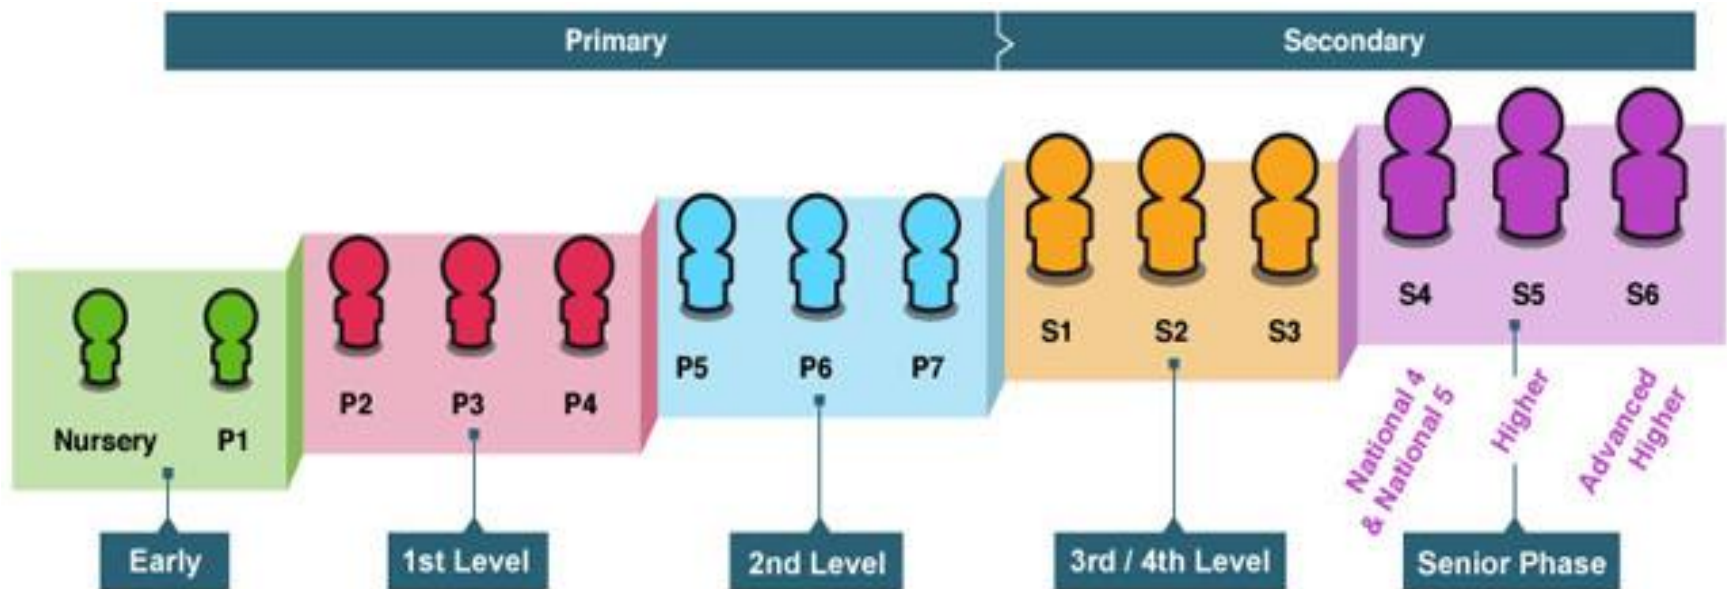 Primary
Secondary
Nursery
P1
P2
P3
P4
P5
P6
P7
S1
S2
S3
S4
S5
S6
National 4
& National 5
Higher
Advanced
Higher
Early
1st Level
2nd Level
3rd / 4th Level
Senior Phase